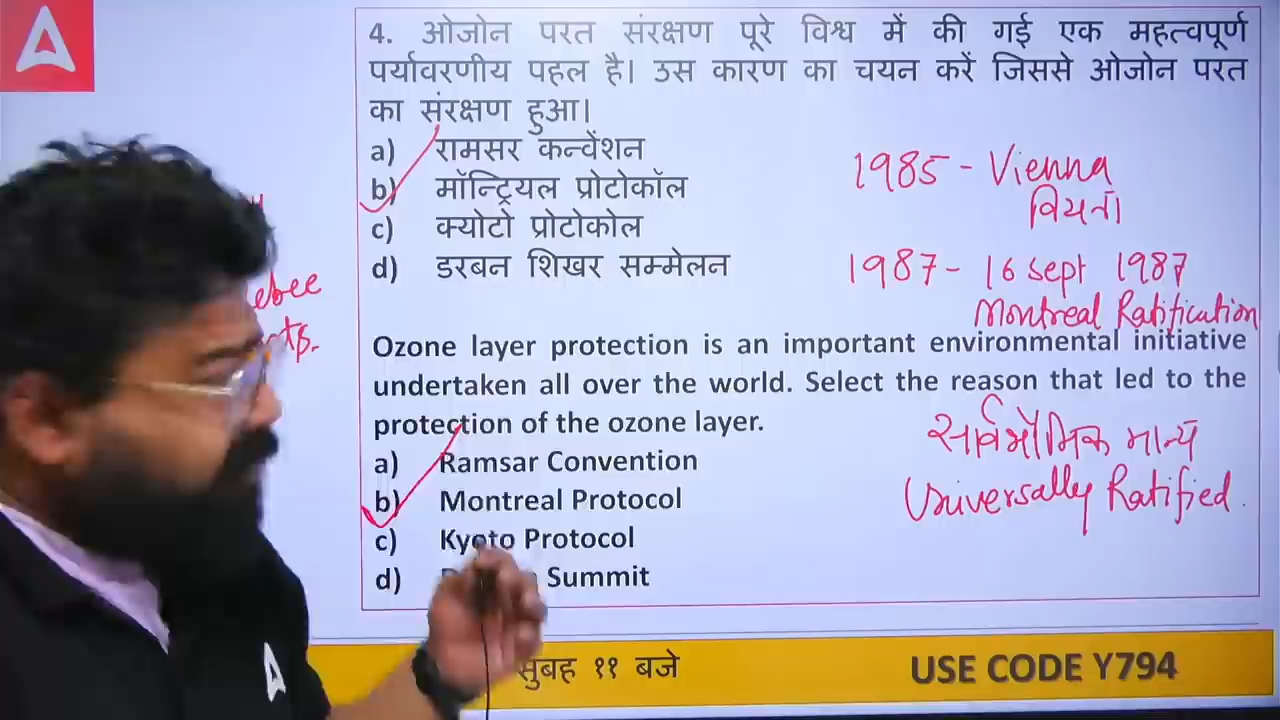 4. ओजोन परत संरक्षण पूरे विश्व में की गई एक महत्वपूर्ण
पर्यावरणीय पहल है। उस कारण का चयन करें जिससे ओजोन परत
का संरक्षण हुआ।
a) रामसर कन्वेंशन
b) मॉन्ट्रियल प्रोटोकॉल
c) क्योटो प्रोटोकोल
d) डरबन शिखर सम्मेलन
1985 - Vienna
वियना
1987 - 16 Sept 1987
Montreal Ratification
Ozone layer protection is an important environmental initiative
undertaken all over the world. Select the reason that led to the
protection of the ozone layer.
a) Ramsar Convention
b) Montreal Protocol
c) Kyoto Protocol
d) Summit
सार्वभौमिक मान्य
Universally Ratified.
सुबह ११ बजे
USE CODE Y794